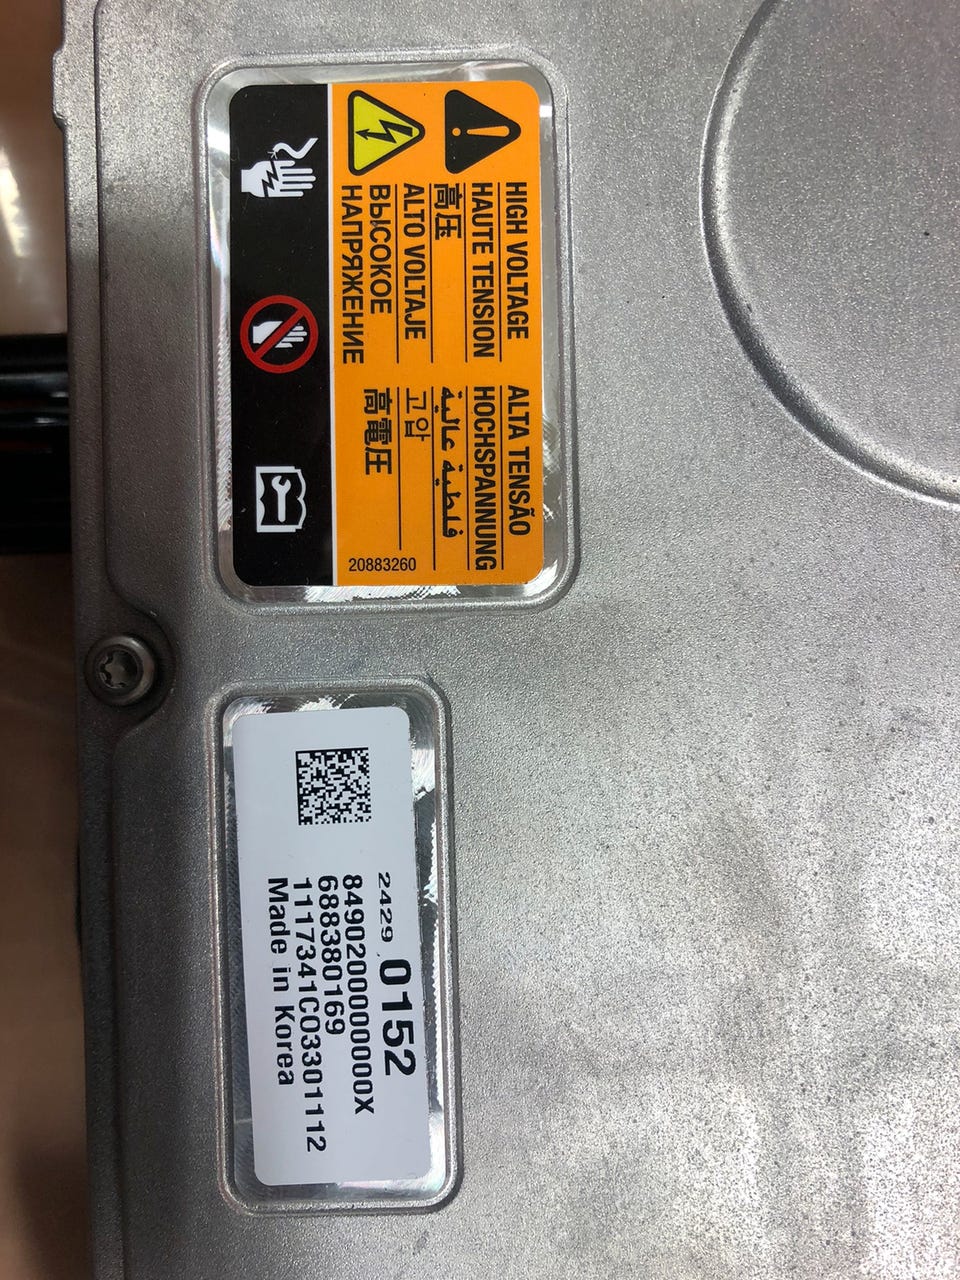 HIGH VOLTAGE
HAUTE TENSION
高压
ALTO VOLTAJE
ВЫСОКОЕ
НАПРЯЖЕНИЕ
ALTA TENSÃO
HOCHSPANNUNG
فلطية عالية
고압
高電圧
20883260
2429 0152
8490200000000X
688380169
1117341C03301112
Made in Korea